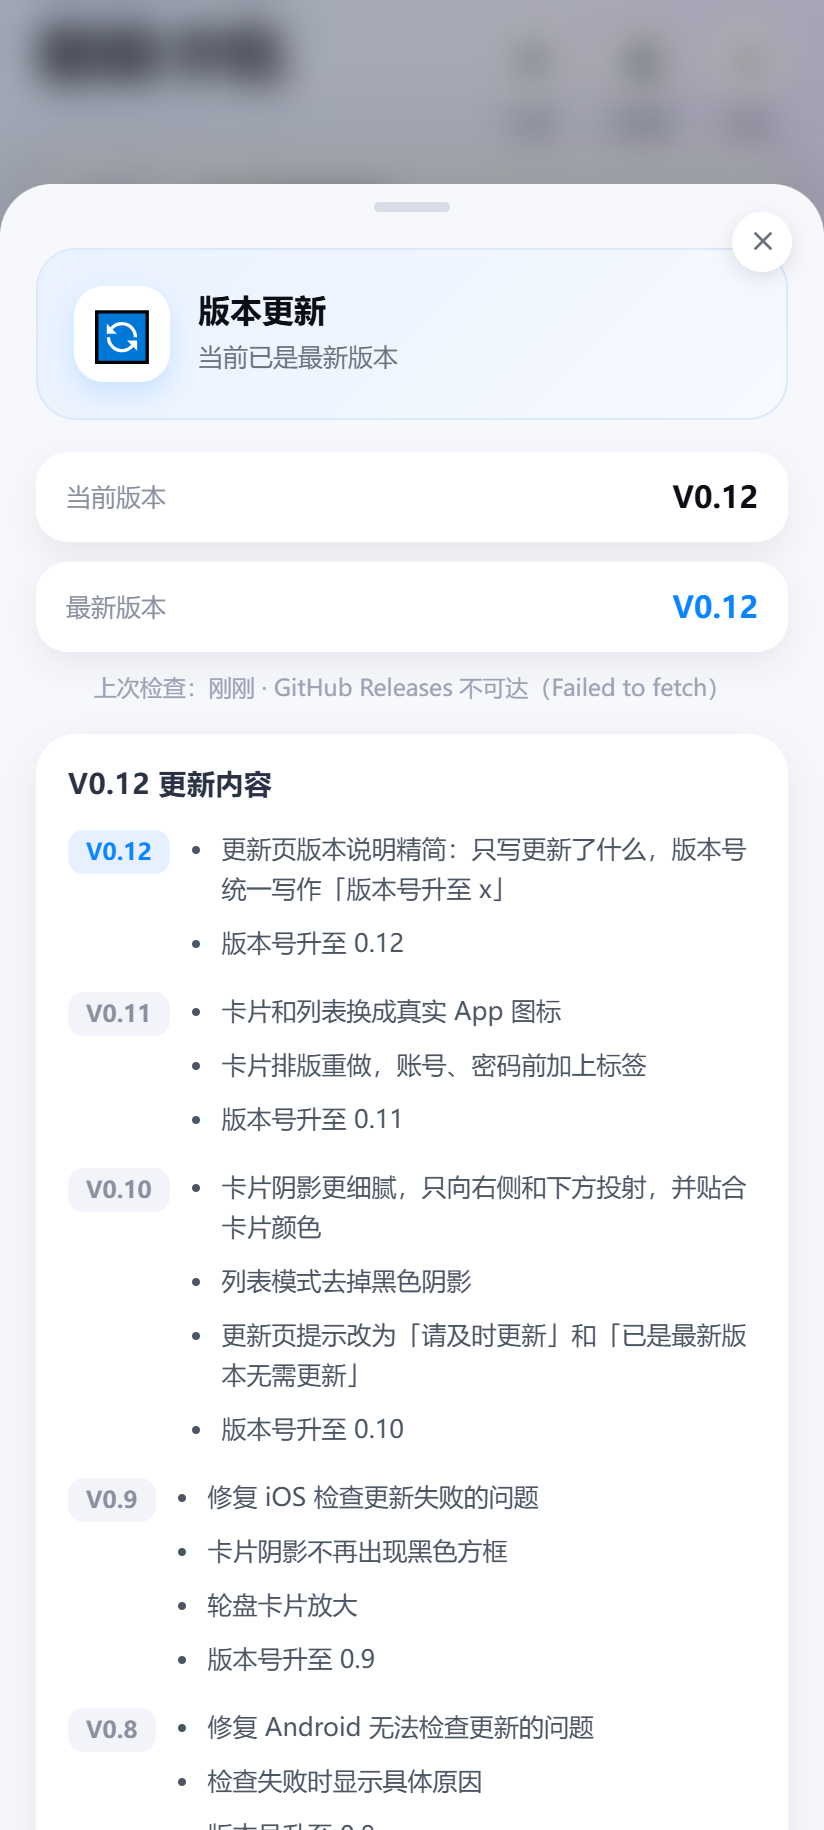 版本更新
当前已是最新版本
当前版本 V0.12
最新版本 V0.12
上次检查：刚刚 · GitHub Releases 不可达（Failed to fetch）
V0.12 更新内容
V0.12
• 更新页版本说明精简：只写更新了什么，版本号
统一写作「版本号升至 x」
• 版本号升至 0.12
V0.11
• 卡片和列表换成真实 App 图标
• 卡片排版重做，账号、密码前加上标签
• 版本号升至 0.11
V0.10
• 卡片阴影更细腻，只向右侧和下方投射，并贴合
卡片颜色
• 列表模式去掉黑色阴影
• 更新页提示改为「请及时更新」和「已是最新版
本无需更新」
• 版本号升至 0.10
V0.9
• 修复 iOS 检查更新失败的问题
• 卡片阴影不再出现黑色方框
• 轮盘卡片放大
• 版本号升至 0.9
V0.8
• 修复 Android 无法检查更新的问题
• 检查失败时显示具体原因